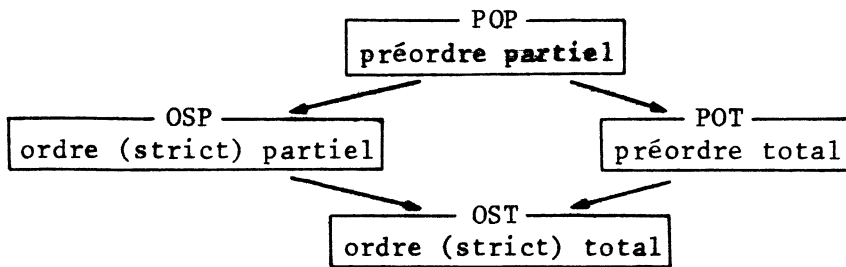 POP
préordre partiel
OSP
ordre (strict) partiel
POT
préordre total
OST
ordre (strict) total